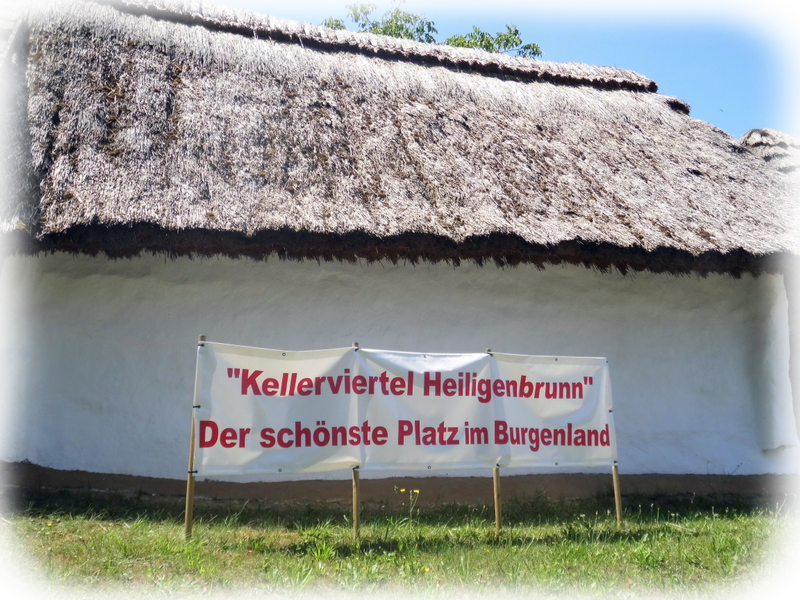 "Kellerviertel Heiligenbrunn"
Der schönste Platz im Burgenland